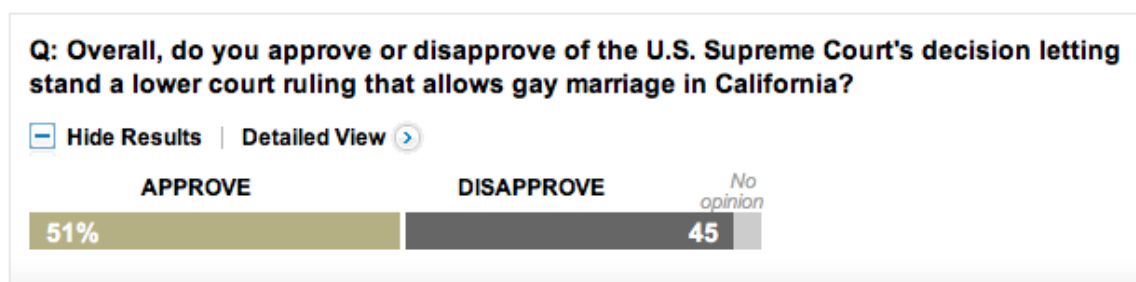 Q: Overall, do you approve or disapprove of the U.S. Supreme Court's decision letting
stand a lower court ruling that allows gay marriage in California?
Hide Results | Detailed View
APPROVE DISAPPROVE No
opinion
51% 45